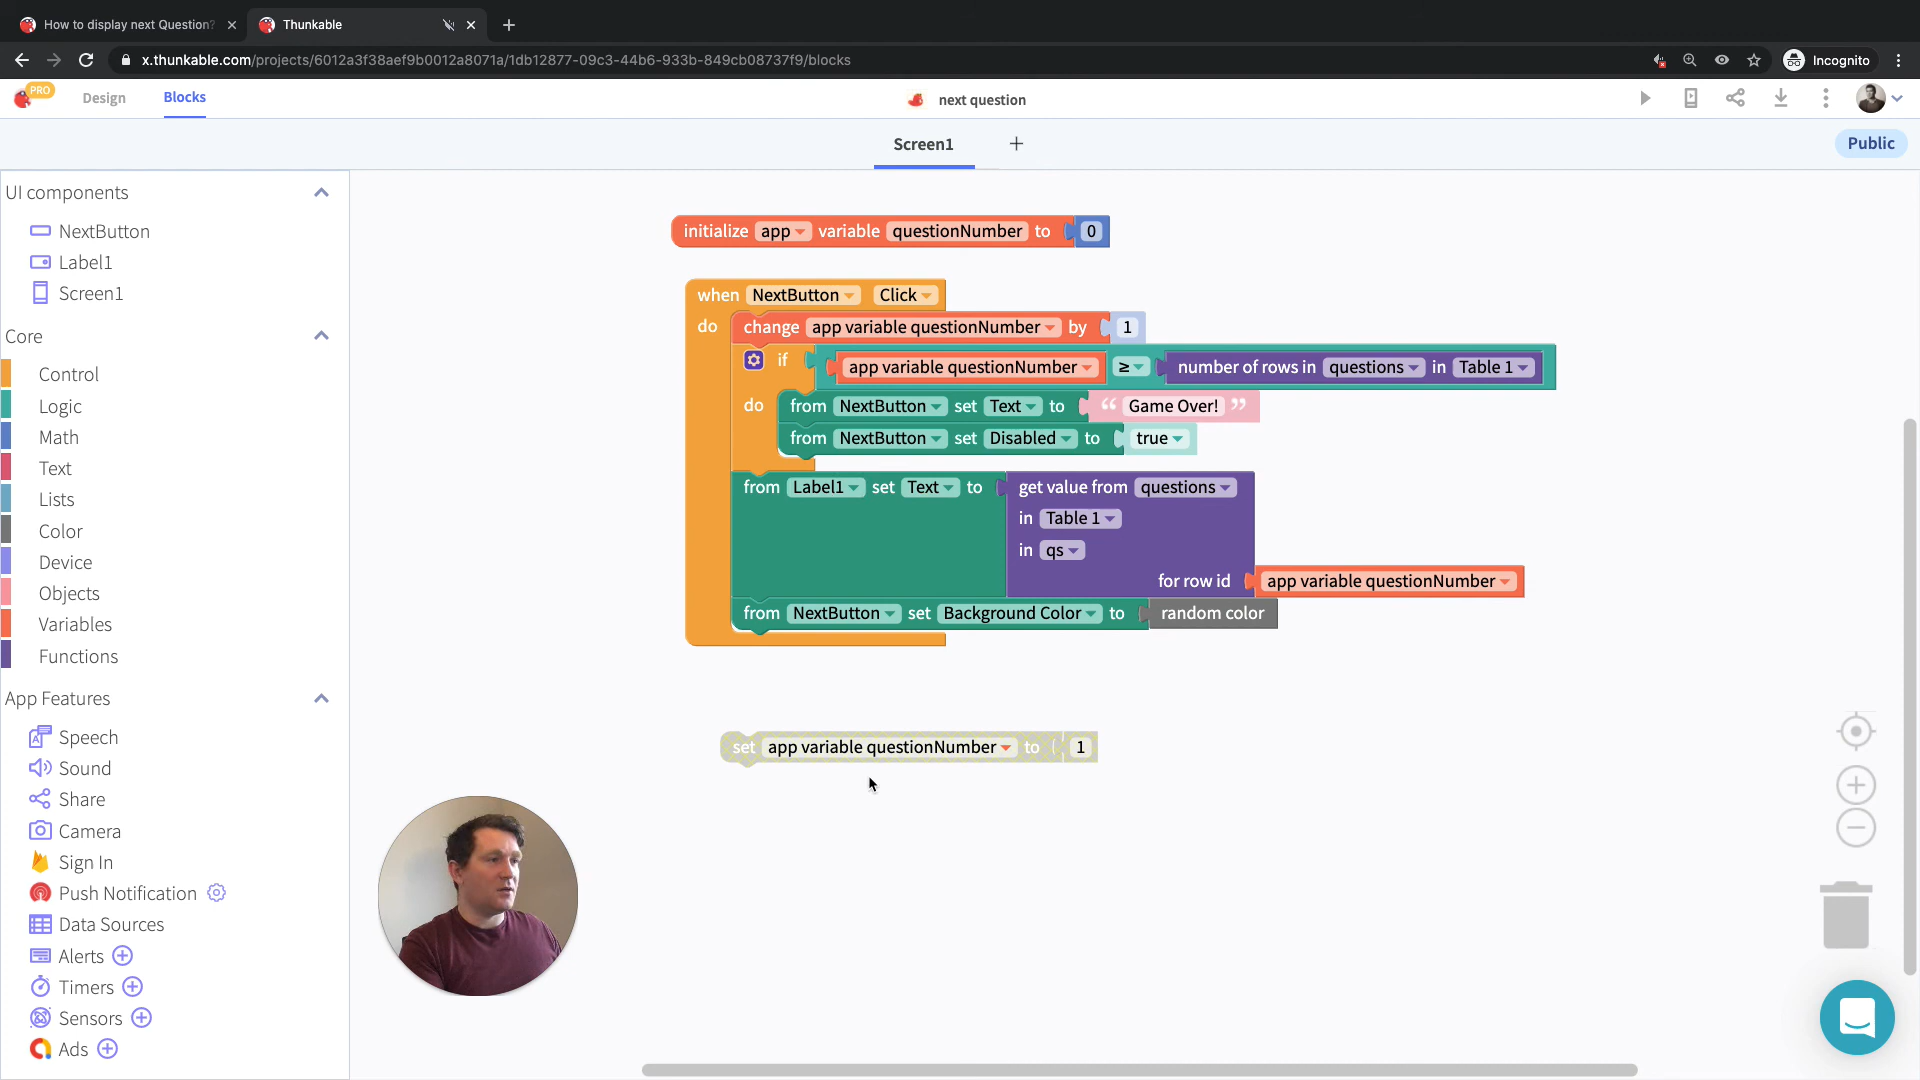 How to display next Question?
Thunkable
x.thunkable.com/projects/6012a3f38aef9b0012a8071a/1db12877-09c3-44b6-933b-849cb08737f9/blocks
Incognito
PRO
Design
Blocks
next question
Screen1
Public
UI components
NextButton
Label1
Screen1
Core
Control
Logic
Math
Text
Lists
Color
Device
Objects
Variables
Functions
App Features
Speech
Sound
Share
Camera
Sign In
Push Notification
Data Sources
Alerts
Timers
Sensors
Ads
initialize app variable questionNumber to 0
when NextButton Click
do change app variable questionNumber by 1
if app variable questionNumber ≥ number of rows in questions in Table 1
do from NextButton set Text to “ Game Over! ”
from NextButton set Disabled to true
from Label1 set Text to get value from questions
in Table 1
in qs
for row id app variable questionNumber
from NextButton set Background Color to random color
set app variable questionNumber to 1